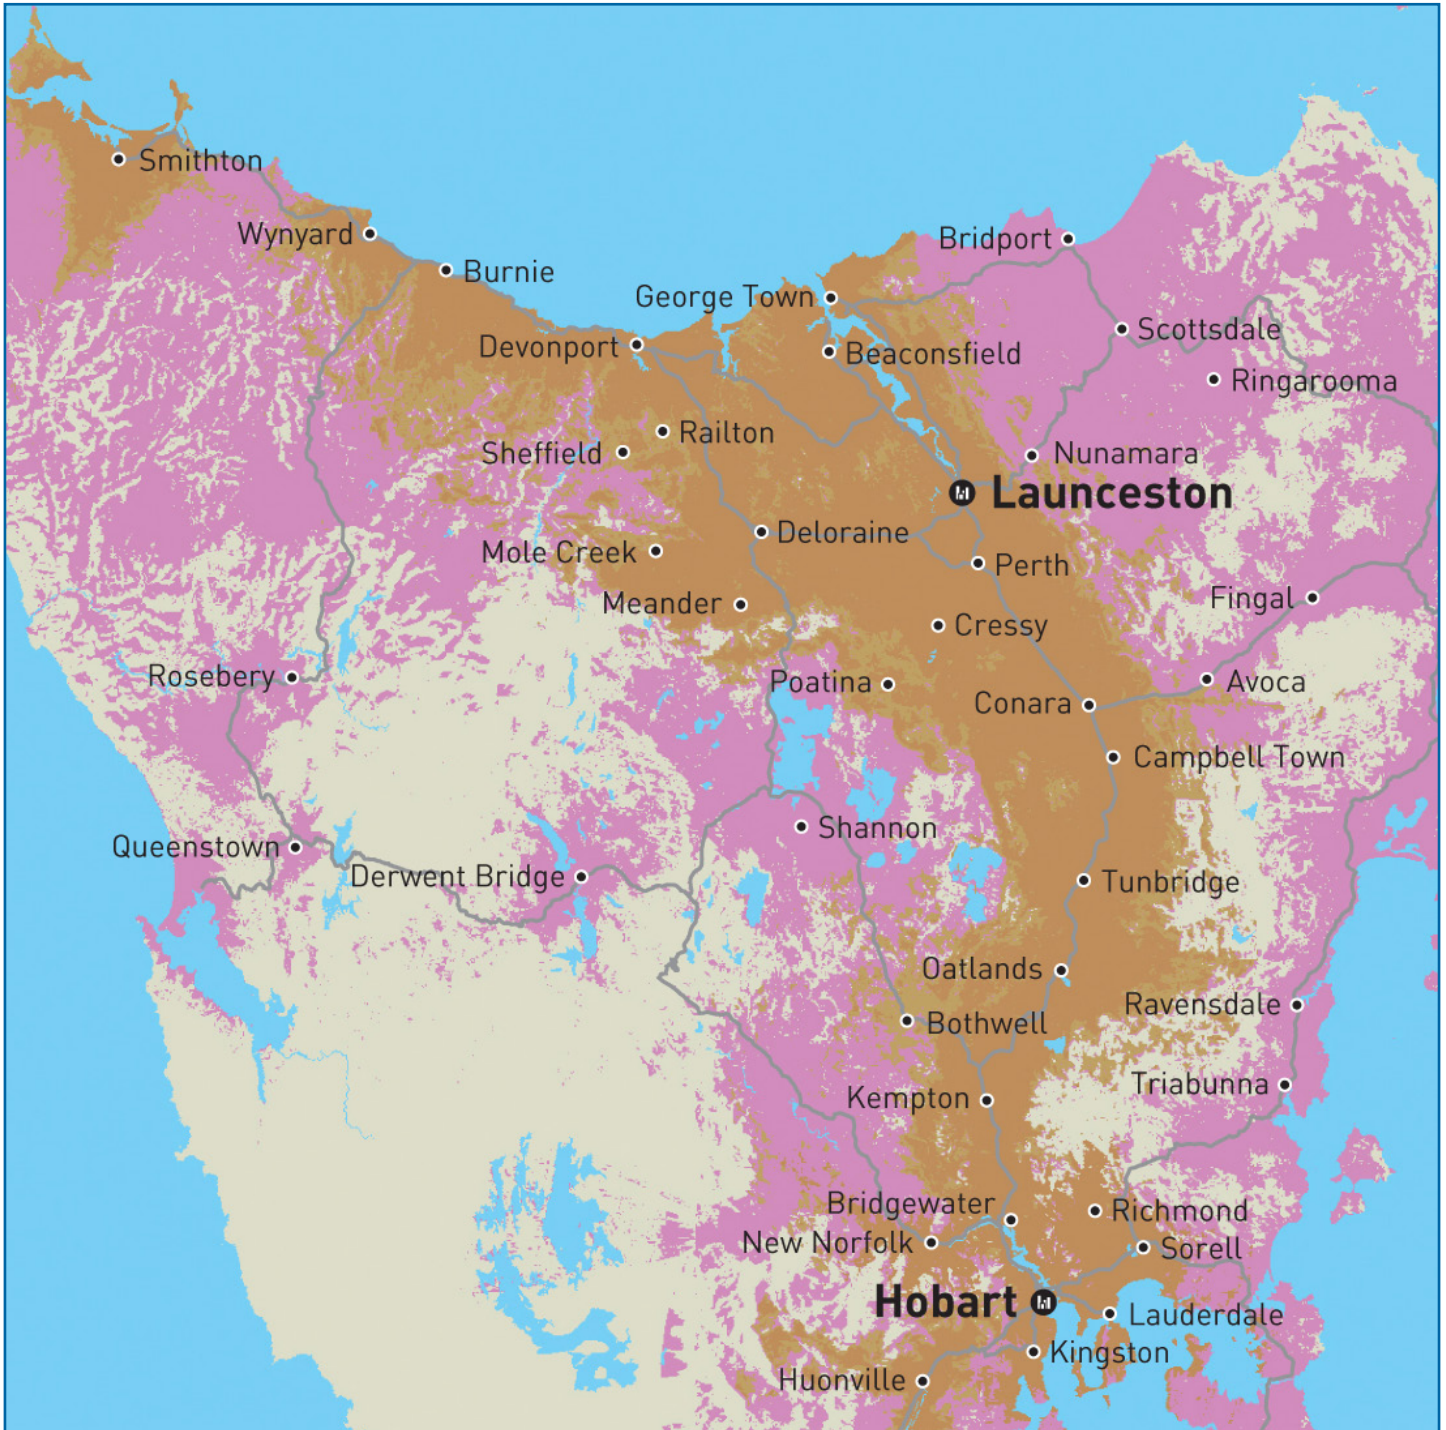 Smithton
Wynyard
Burnie
Bridport
George Town
Scottsdale
Devonport
Beaconsfield
Ringarooma
Railton
Sheffield
Nunamara
Launceston
Deloraine
Mole Creek
Perth
Meander
Fingal
Cressy
Rosebery
Poatina
Avoca
Conara
Campbell Town
Shannon
Queenstown
Derwent Bridge
Tunbridge
Oatlands
Ravensdale
Bothwell
Triabunna
Kempton
Bridgewater
Richmond
New Norfolk
Sorell
Hobart
Lauderdale
Kingston
Huonville